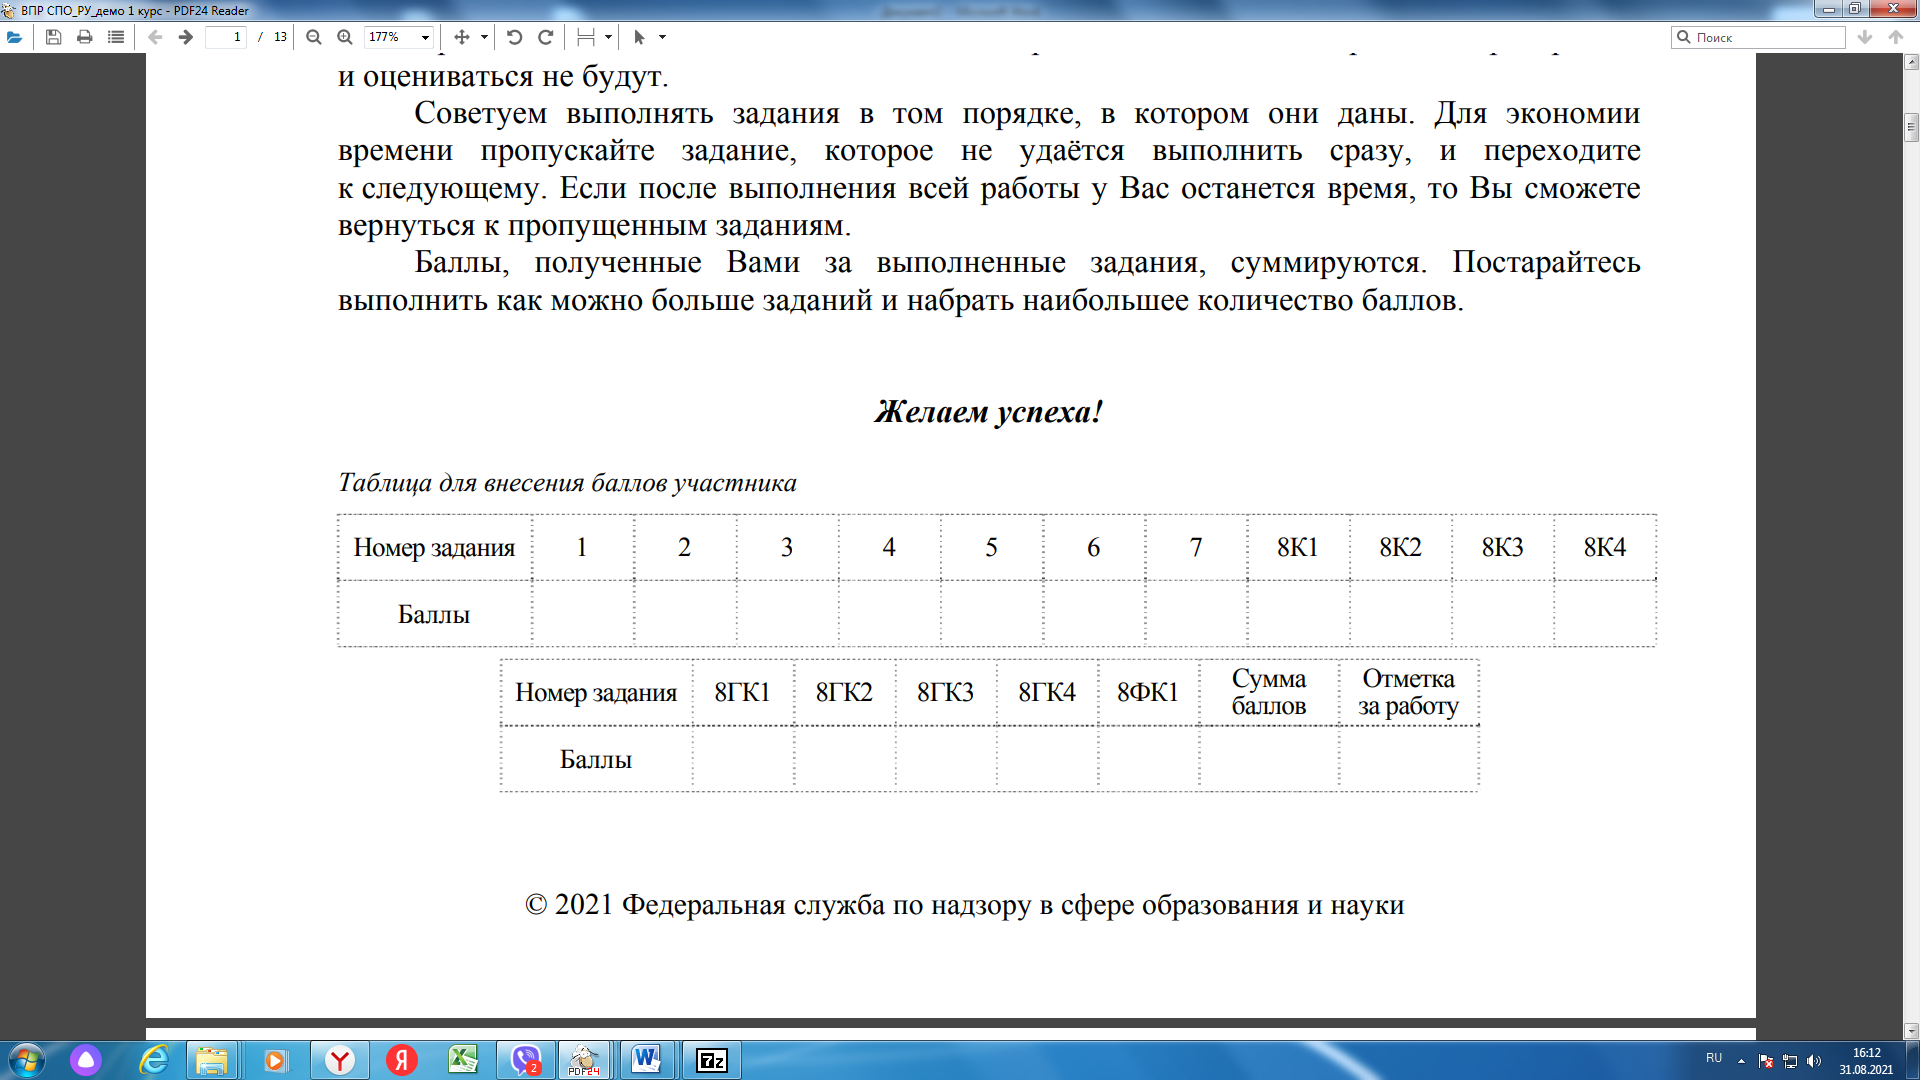 ВПР СПО_РУ_демо 1 курс - PDF24 Reader
1 / 13
177%
Поиск
и оцениваться не будут.
Советуем выполнять задания в том порядке, в котором они даны. Для экономии
времени пропускайте задание, которое не удаётся выполнить сразу, и переходите
к следующему. Если после выполнения всей работы у Вас останется время, то Вы сможете
вернуться к пропущенным заданиям.
Баллы, полученные Вами за выполненные задания, суммируются. Постарайтесь
выполнить как можно больше заданий и набрать наибольшее количество баллов.
Желаем успеха!
Таблица для внесения баллов участника
Номер задания 1 2 3 4 5 6 7 8К1 8К2 8К3 8К4
Баллы
Номер задания 8ГК1 8ГК2 8ГК3 8ГК4 8ФК1 Сумма баллов Отметка за работу
Баллы
© 2021 Федеральная служба по надзору в сфере образования и науки
2
PDF24
7z
RU
16:12
31.08.2021